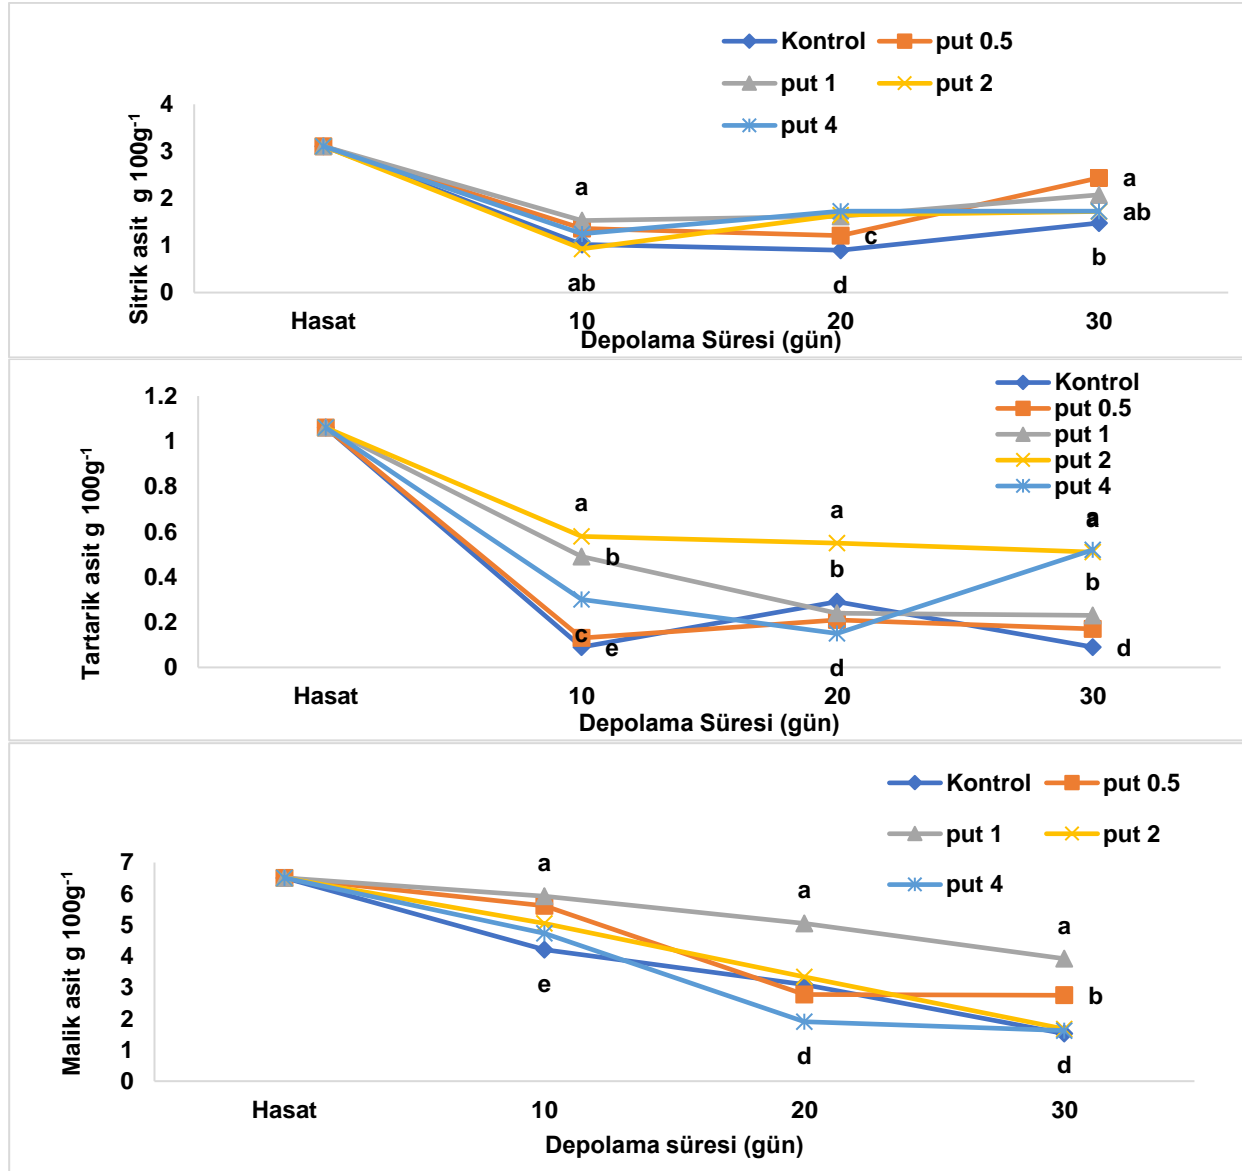 Kontrol put 0.5
put 1 put 2
put 4
Sitrik asit g 100g⁻¹
4
3
2
1
0
a
ab
c
d
a
ab
b
Hasat 10 20 30
Depolama Süresi (gün)
Kontrol
put 0.5
put 1
put 2
put 4
Tartarik asit g 100g⁻¹
1.2
1
0.8
0.6
0.4
0.2
0
a
b
c
e
a
b
d
a
a
b
d
Hasat 10 20 30
Depolama Süresi (gün)
Kontrol put 0.5
put 1 put 2
put 4
Malik asit g 100g⁻¹
7
6
5
4
3
2
1
0
a
e
a
d
a
b
d
Hasat 10 20 30
Depolama süresi (gün)